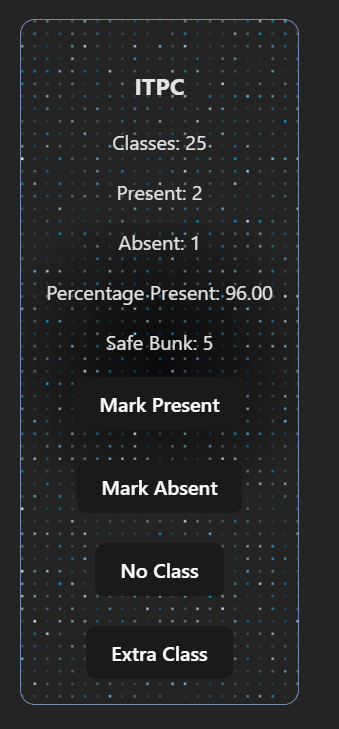 ITPC
Classes: 25
Present: 2
Absent: 1
Percentage Present: 96.00
Safe Bunk: 5
Mark Present
Mark Absent
No Class
Extra Class